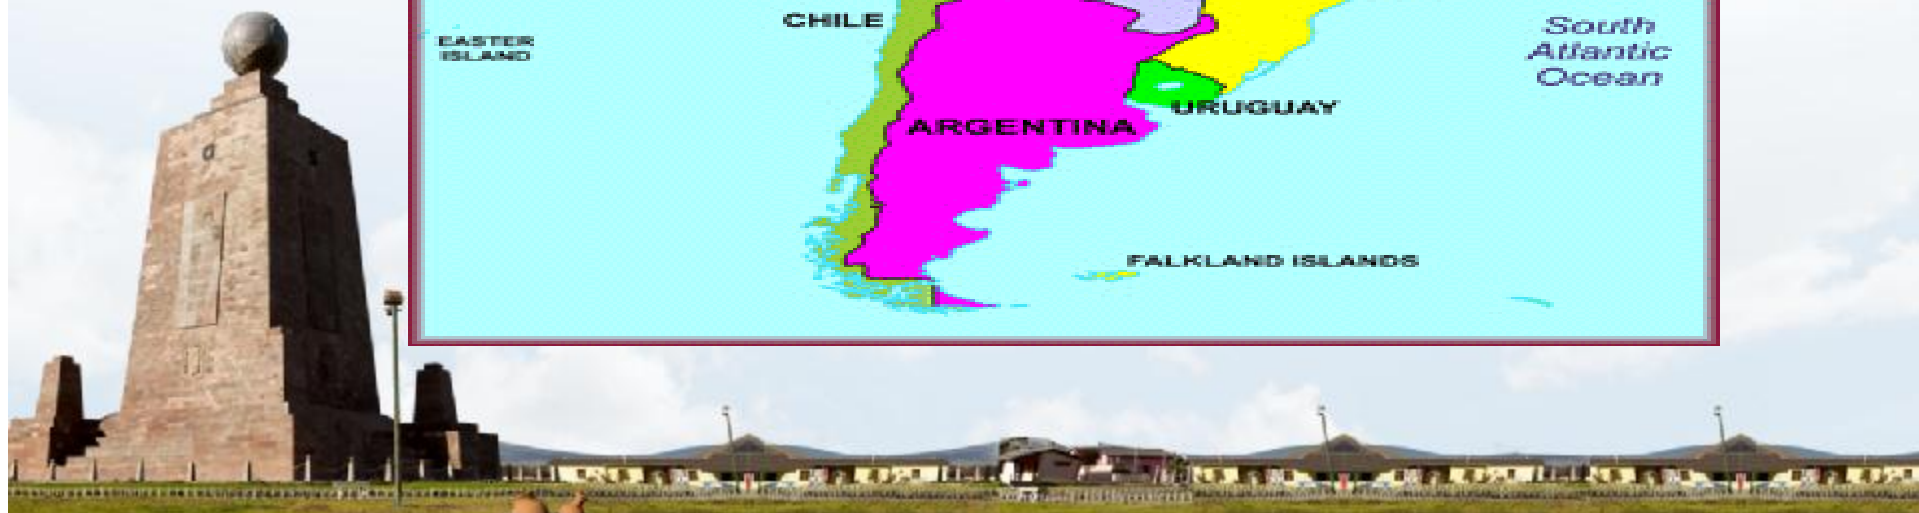 CHILE
EASTER
ISLAND
South
Atlantic
Ocean
URUGUAY
ARGENTINA
FALKLAND ISLANDS